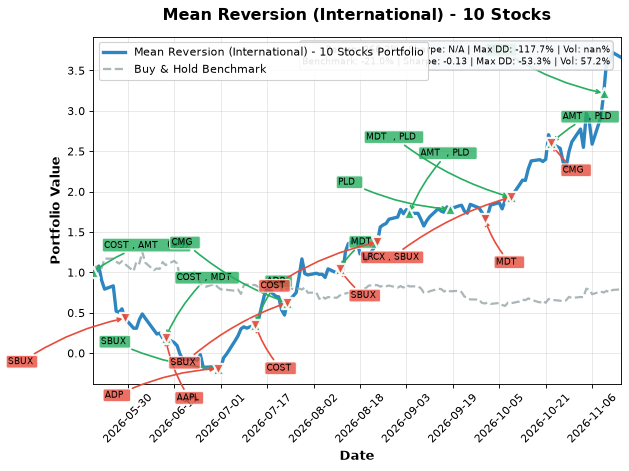 Mean Reversion (International) - 10 Stocks
Mean Reversion (International) - 10 Stocks Portfolio
Buy & Hold Benchmark
N/A | Max DD: -117.7% | Vol: nan%
Benchmark: -21.0% | Sharpe: -0.13 | Max DD: -53.3% | Vol: 57.2%
Portfolio Value
3.5
3.0
2.5
2.0
1.5
1.0
0.5
0.0
AMT , PLD
MDT , PLD
AMT , PLD
CMG
PLD
COST , AMT
CMG
MDT
LRCX , SBUX
MDT
COST , MDT
COST
SBUX
SBUX
SBUX
SBUX
COST
ADP
AAPL
2026-05-30
2026-07-01
2026-07-17
2026-08-02
2026-08-18
2026-09-03
2026-09-19
2026-10-05
2026-10-21
2026-11-06
Date